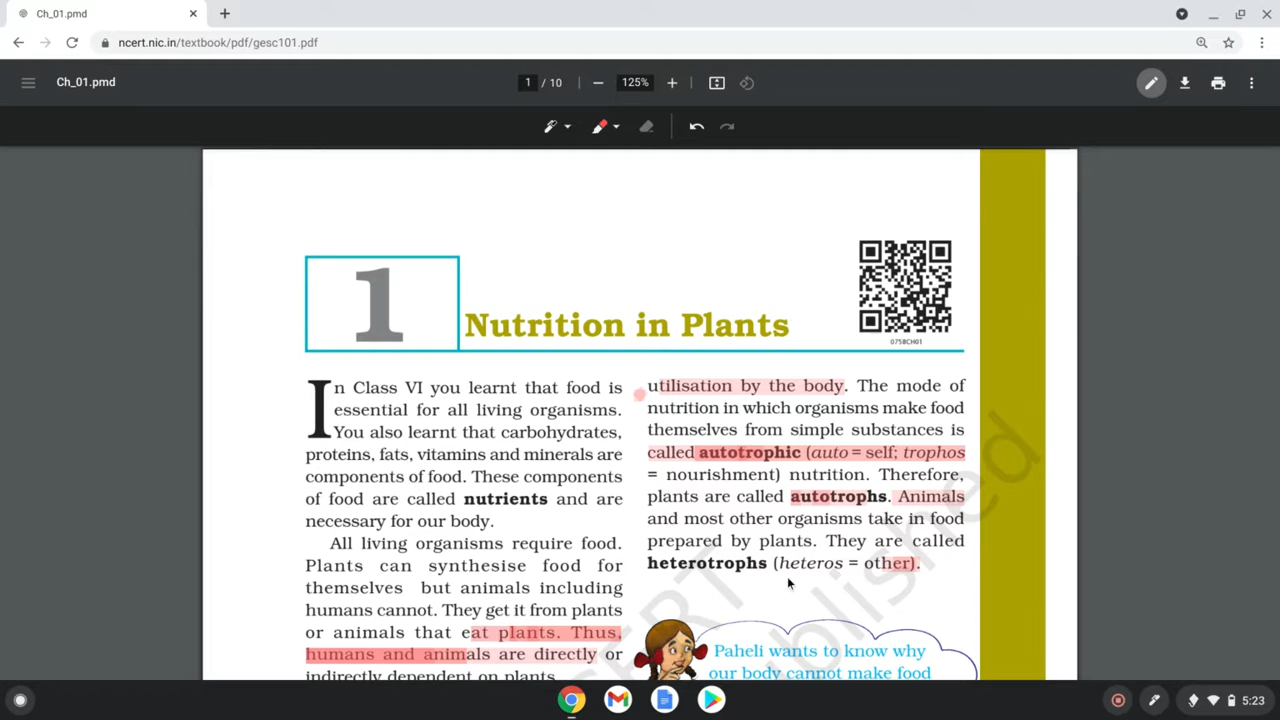 Ch_01.pmd
ncert.nic.in/textbook/pdf/gesc101.pdf
Ch_01.pmd
1 / 10
125%
1
Nutrition in Plants
0758CH01
In Class VI you learnt that food is
essential for all living organisms.
You also learnt that carbohydrates,
proteins, fats, vitamins and minerals are
components of food. These components
of food are called nutrients and are
necessary for our body.
All living organisms require food.
Plants can synthesise food for
themselves but animals including
humans cannot. They get it from plants
or animals that eat plants. Thus,
humans and animals are directly or
indirectly dependent on plants.
utilisation by the body. The mode of
nutrition in which organisms make food
themselves from simple substances is
called autotrophic (auto = self; trophos
= nourishment) nutrition. Therefore,
plants are called autotrophs. Animals
and most other organisms take in food
prepared by plants. They are called
heterotrophs (heteros = other).
Paheli wants to know why
our body cannot make food
5:23